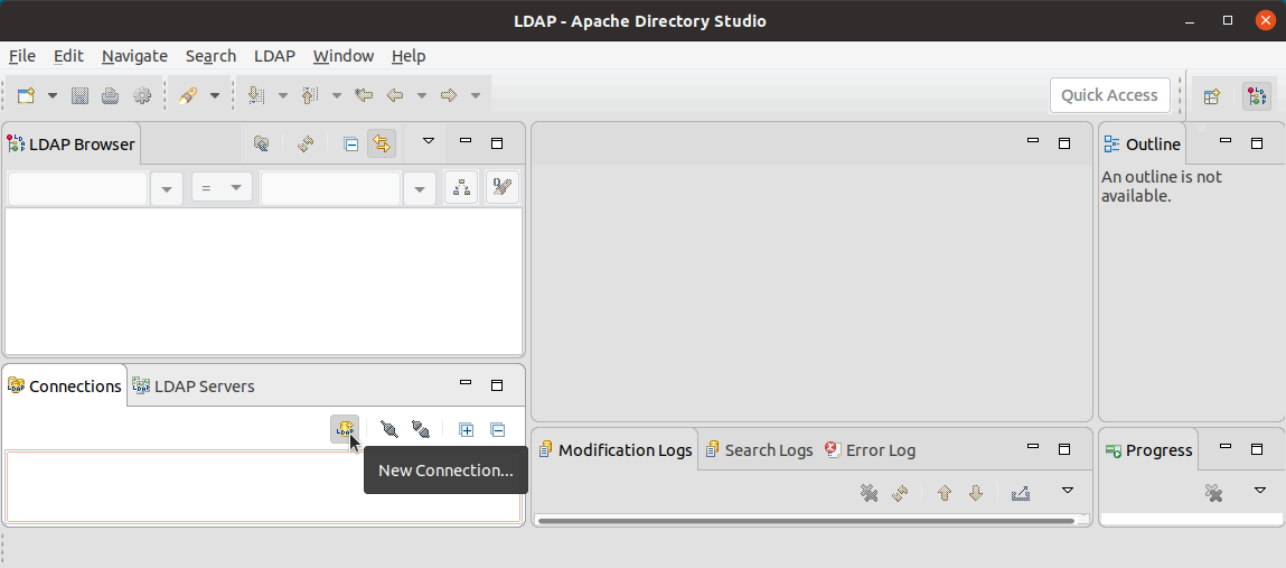 LDAP - Apache Directory Studio
File Edit Navigate Search LDAP Window Help
Quick Access
LDAP Browser
=
Outline
An outline is not
available.
Connections
LDAP Servers
New Connection...
Modification Logs
Search Logs
Error Log
Progress